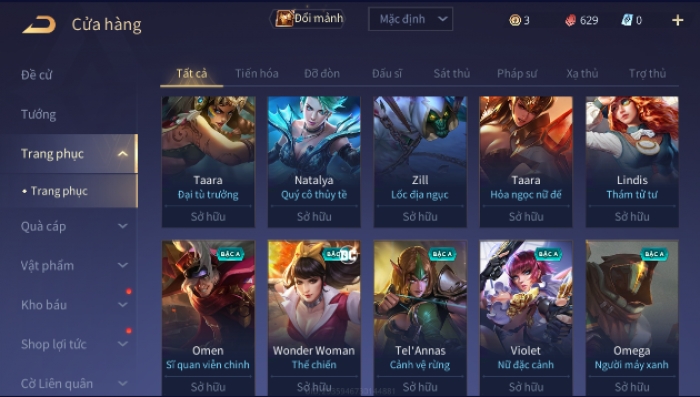 Cửa hàng
Đổi mảnh
Mặc định
3
629
0
Đề cử
Tướng
Trang phục
• Trang phục
Quà cáp
Vật phẩm
Kho báu
Shop lợi tức
Cờ Liên quân
Tất cả
Tiến hóa
Đỡ đòn
Đấu sĩ
Sát thủ
Pháp sư
Xạ thủ
Trợ thủ
Taara
Đại tù trưởng
Sở hữu
Natalya
Quý cô thủy tề
Sở hữu
Zill
Lốc địa ngục
Sở hữu
Taara
Hỏa ngọc nữ đế
Sở hữu
Lindis
Thám tử tư
Sở hữu
BẬC A
Omen
Sĩ quan viễn chinh
Sở hữu
BẬC
DC
Wonder Woman
Thế chiến
Sở hữu
BẬC A
Tel'Annas
Cảnh vệ rừng
Sở hữu
BẬC A
Violet
Nữ đặc cảnh
Sở hữu
BẬC A
Omega
Người máy xanh
Sở hữu